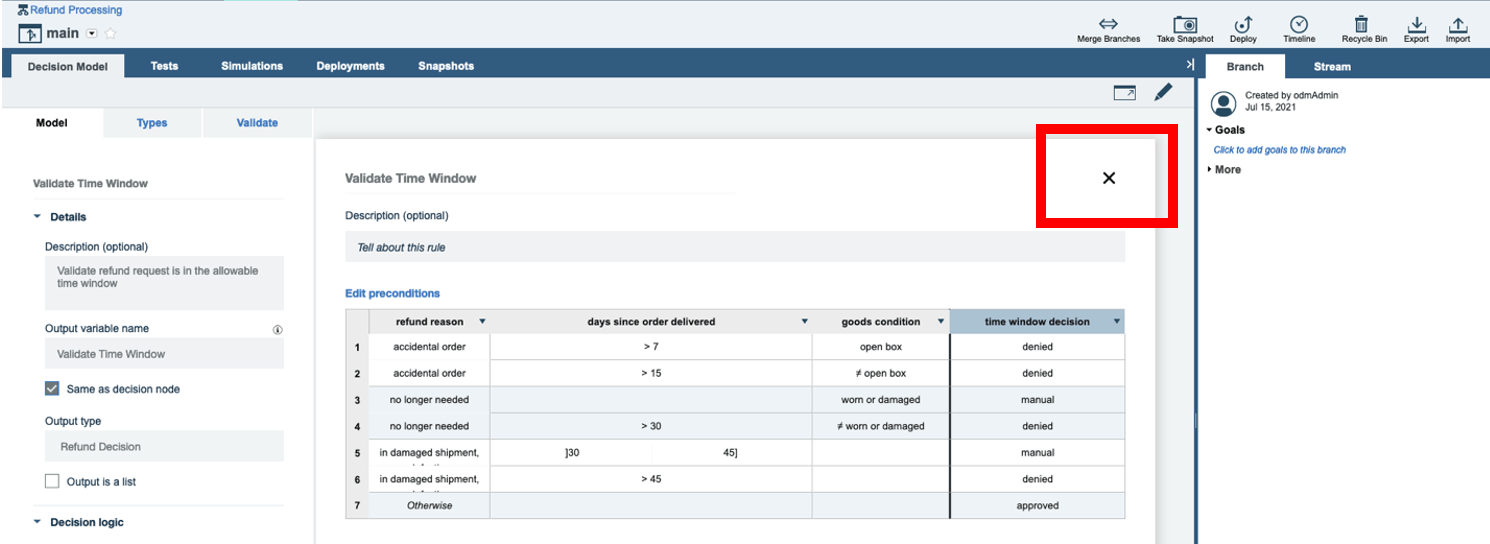 Refund Processing
main
Merge Branches
Take Snapshot
Deploy
Timeline
Recycle Bin
Export
Import
Decision Model
Tests
Simulations
Deployments
Snapshots
Branch
Stream
Created by odmAdmin
Jul 15, 2021
Goals
Click to add goals to this branch
More
Model
Types
Validate
Validate Time Window
Details
Description (optional)
Validate refund request is in the allowable
time window
Output variable name
Validate Time Window
Same as decision node
Output type
Refund Decision
Output is a list
Decision logic
Validate Time Window
Description (optional)
Tell about this rule
Edit preconditions
refund reason days since order delivered goods condition time window decision
1 accidental order > 7 open box denied
2 accidental order > 15 ≠ open box denied
3 no longer needed worn or damaged manual
4 no longer needed > 30 ≠ worn or damaged denied
5 in damaged shipment, ]30 45] manual
6 in damaged shipment, > 45 denied
7 Otherwise approved